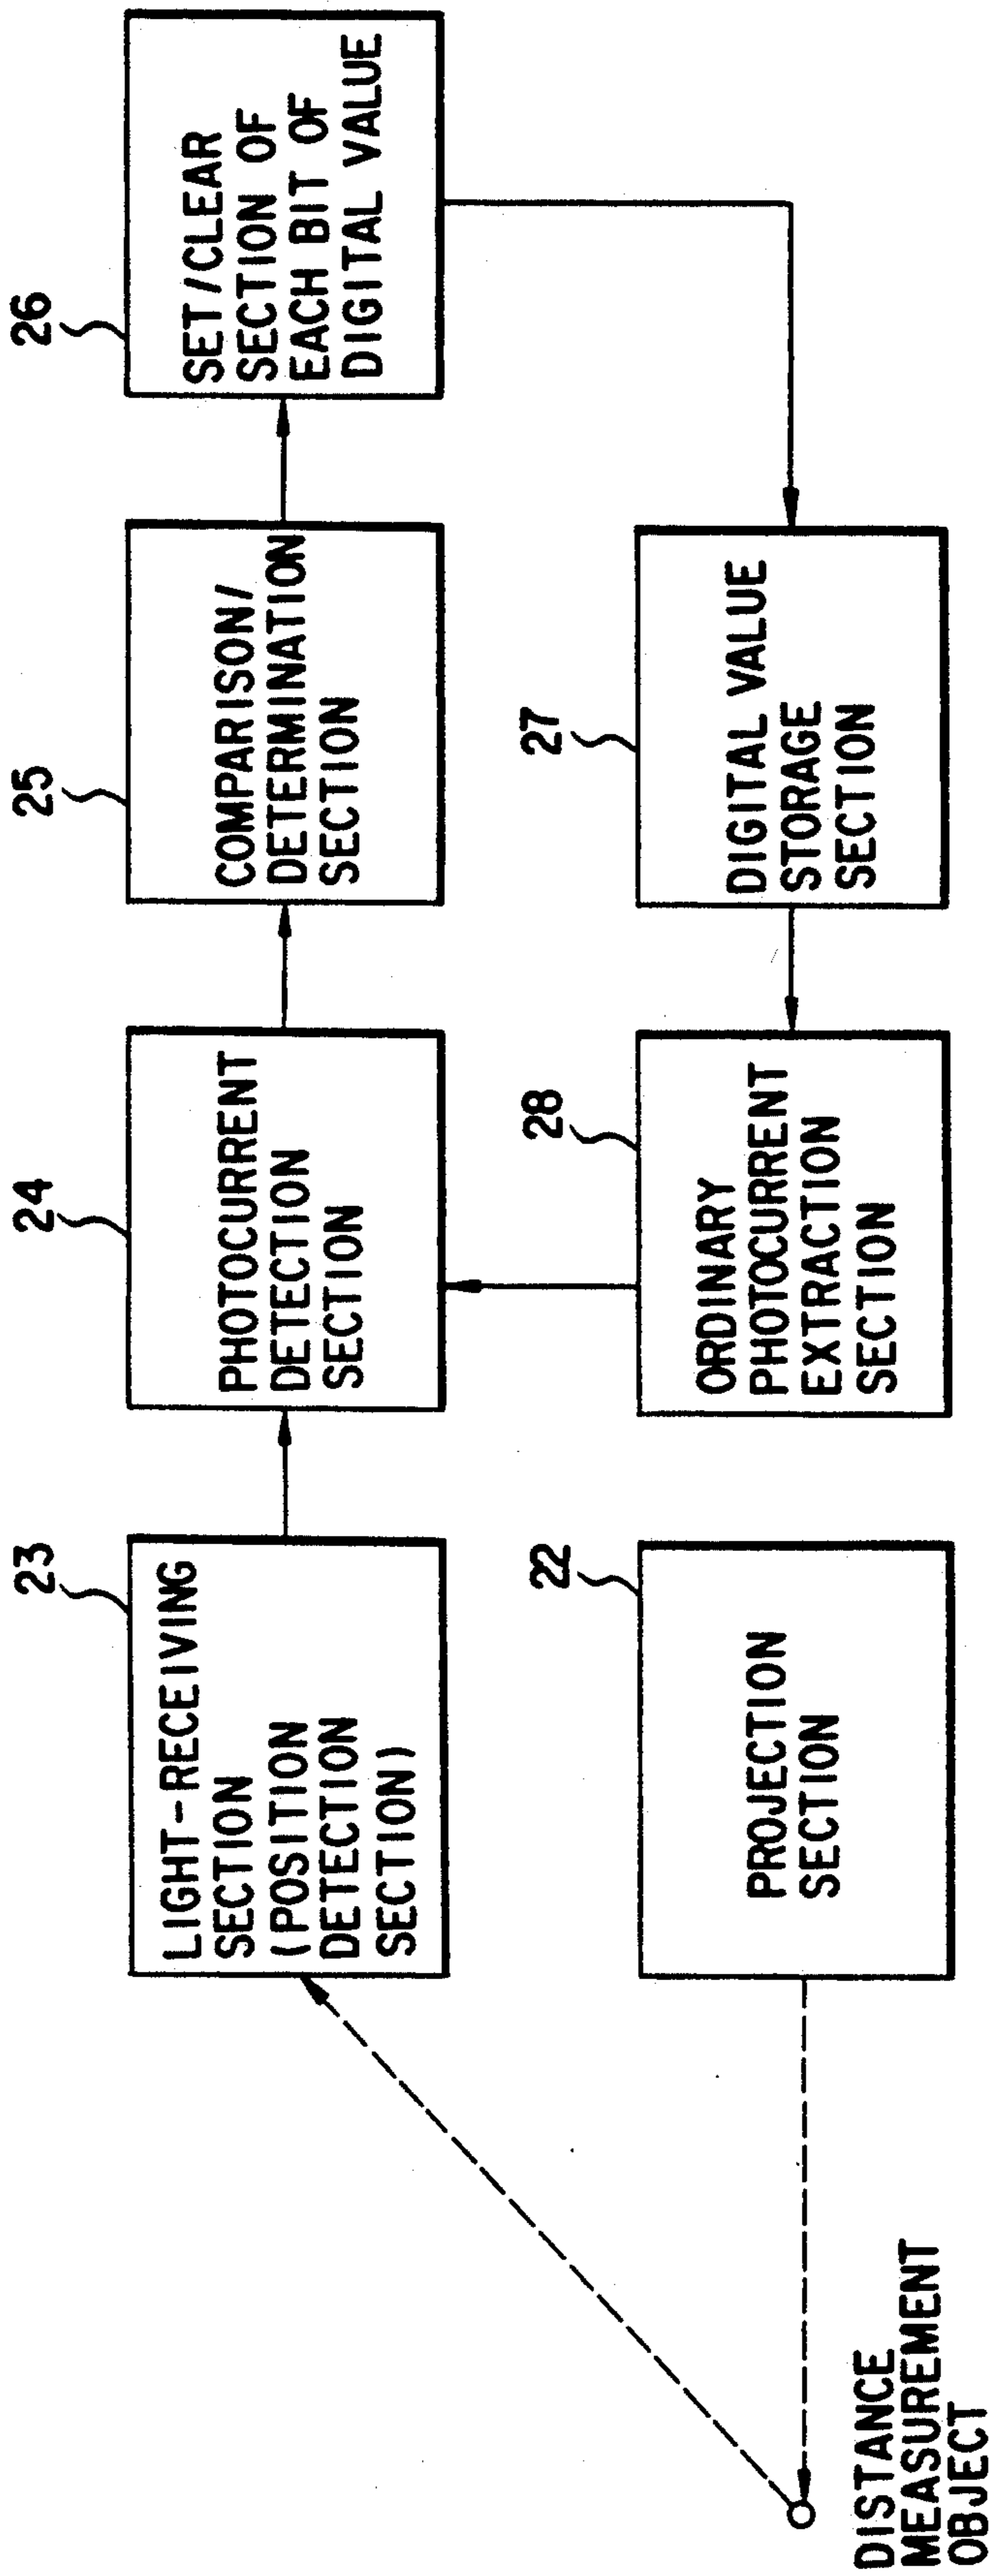 23
LIGHT-RECEIVING
SECTION
(POSITION
DETECTION
SECTION)
24
PHOTOCURRENT
DETECTION
SECTION
25
COMPARISON/
DETERMINATION
SECTION
26
SET/CLEAR
SECTION OF
EACH BIT OF
DIGITAL VALUE
22
PROJECTION
SECTION
28
ORDINARY
PHOTOCURRENT
EXTRACTION
SECTION
27
DIGITAL VALUE
STORAGE
SECTION
DISTANCE
MEASUREMENT
OBJECT